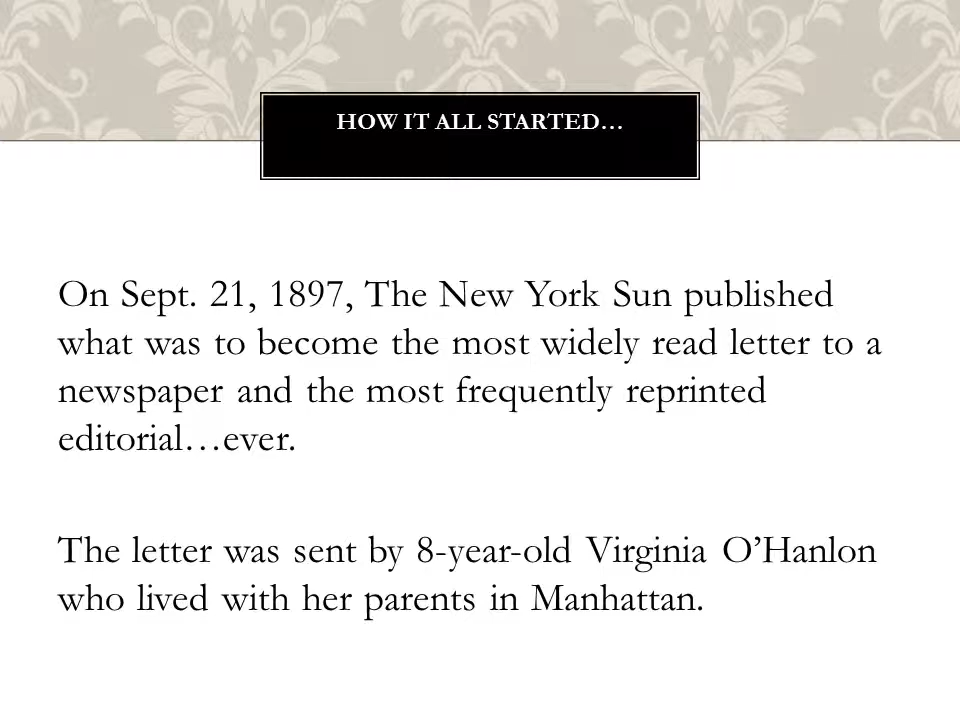 HOW IT ALL STARTED…
On Sept. 21, 1897, The New York Sun published
what was to become the most widely read letter to a
newspaper and the most frequently reprinted
editorial…ever.
The letter was sent by 8-year-old Virginia O’Hanlon
who lived with her parents in Manhattan.